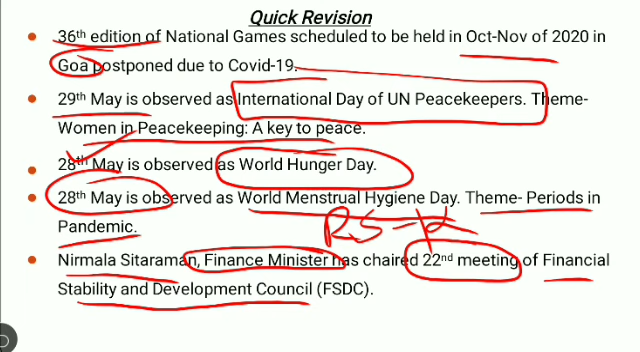 Quick Revision
36th edition of National Games scheduled to be held in Oct-Nov of 2020 in
Goa postponed due to Covid-19.
29th May is observed as International Day of UN Peacekeepers. Theme-
Women in Peacekeeping: A key to peace.
28th May is observed as World Hunger Day.
28th May is observed as World Menstrual Hygiene Day. Theme- Periods in
Pandemic.
Nirmala Sitaraman, Finance Minister has chaired 22nd meeting of Financial
Stability and Development Council (FSDC).